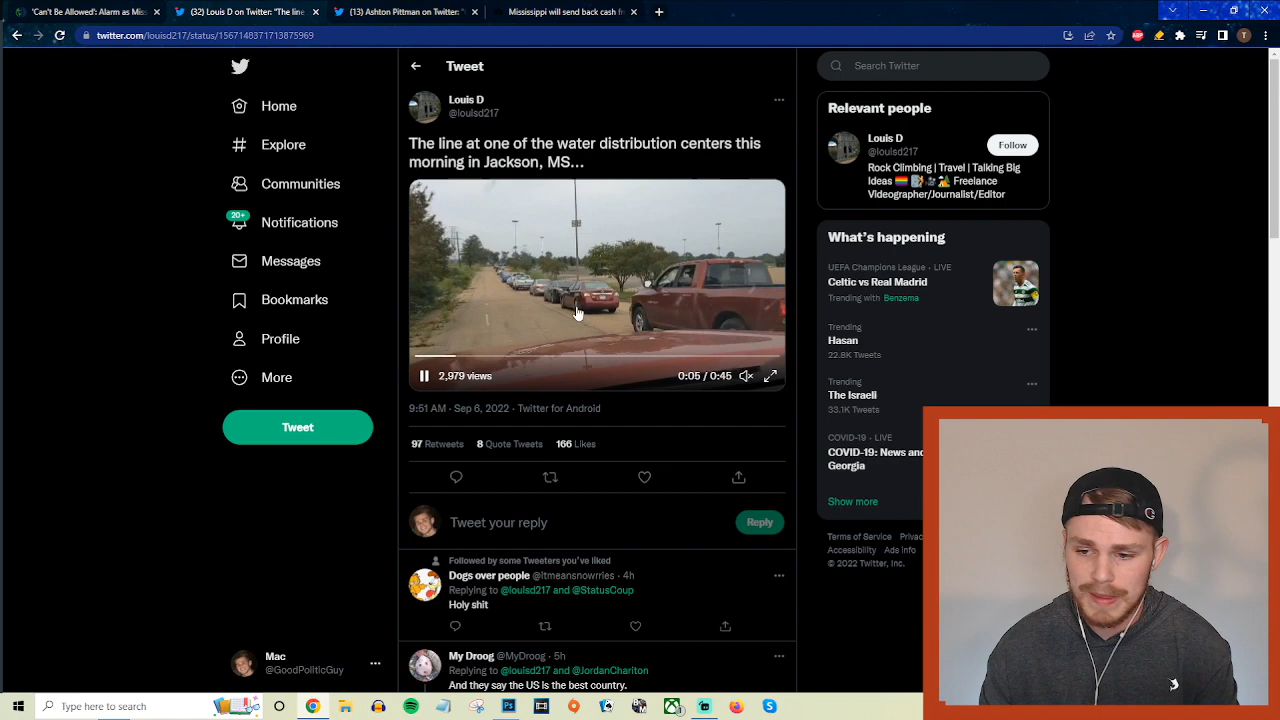 'Can't Be Allowed': Alarm as Mis
(32) Louis D on Twitter: "The line
(13) Ashton Pittman on Twitter: "
Mississippi will send back cash fr
twitter.com/louisd217/status/1567148371713875969
Home
Explore
Communities
20+
Notifications
Messages
Bookmarks
Profile
More
Tweet
Mac
@GoodPoliticGuy
Tweet
Louis D
@louisd217
The line at one of the water distribution centers this
morning in Jackson, MS...
2,979 views
0:05 / 0:45
9:51 AM · Sep 6, 2022 · Twitter for Android
97 Retweets 8 Quote Tweets 166 Likes
Tweet your reply
Reply
Followed by some Tweeters you've liked
Dogs over people @itmeansnowrries · 4h
Replying to @louisd217 and @StatusCoup
Holy shit
My Droog @MyDroog · 5h
Replying to @louisd217 and @JordanChariton
And they say the US is the best country.
Search Twitter
Relevant people
Louis D
@louisd217
Follow
Rock Climbing | Travel | Talking Big
Ideas Freelance
Videographer/Journalist/Editor
What's happening
UEFA Champions League · LIVE
Celtic vs Real Madrid
Trending with Benzema
Trending
Hasan
22.8K Tweets
Trending
The Israeli
33.1K Tweets
COVID-19 · LIVE
COVID-19: News and
Georgia
Show more
Terms of Service Privac
Accessibility Ads info
© 2022 Twitter, Inc.
Type here to search